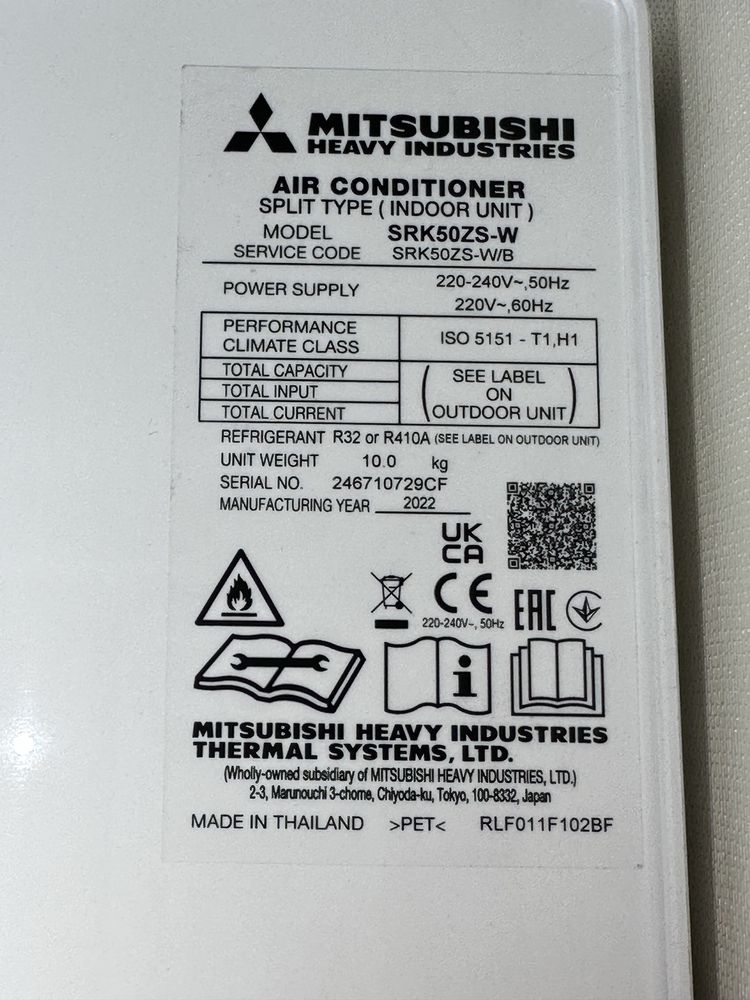 MITSUBISHI
HEAVY INDUSTRIES
AIR CONDITIONER
SPLIT TYPE ( INDOOR UNIT )
MODEL SRK50ZS-W
SERVICE CODE SRK50ZS-W/B
POWER SUPPLY 220-240V~,50Hz
220V~,60Hz
PERFORMANCE
CLIMATE CLASS ISO 5151 - T1,H1
TOTAL CAPACITY
TOTAL INPUT
TOTAL CURRENT
(SEE LABEL
ON
OUTDOOR UNIT)
REFRIGERANT R32 or R410A (SEE LABEL ON OUTDOOR UNIT)
UNIT WEIGHT 10.0 kg
SERIAL NO. 246710729CF
MANUFACTURING YEAR 2022
UK
CA
CE
220-240V~, 50Hz
EAC
i
MITSUBISHI HEAVY INDUSTRIES
THERMAL SYSTEMS, LTD.
(Wholly-owned subsidiary of MITSUBISHI HEAVY INDUSTRIES, LTD.)
2-3, Marunouchi 3-chome, Chiyoda-ku, Tokyo, 100-8332, Japan
MADE IN THAILAND >PET< RLF011F102BF